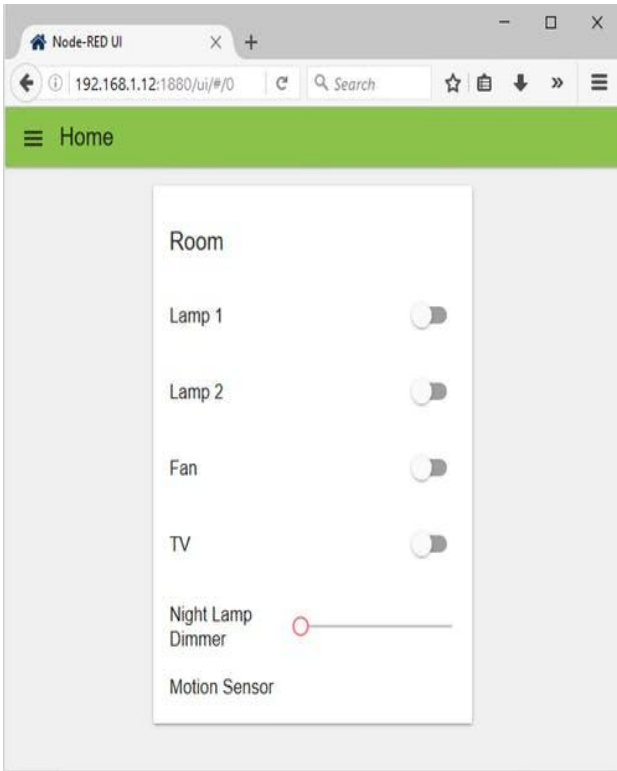 Node-RED UI
192.168.1.12:1880/ui/#/0
Search
Home
Room
Lamp 1
Lamp 2
Fan
TV
Night Lamp
Dimmer
Motion Sensor